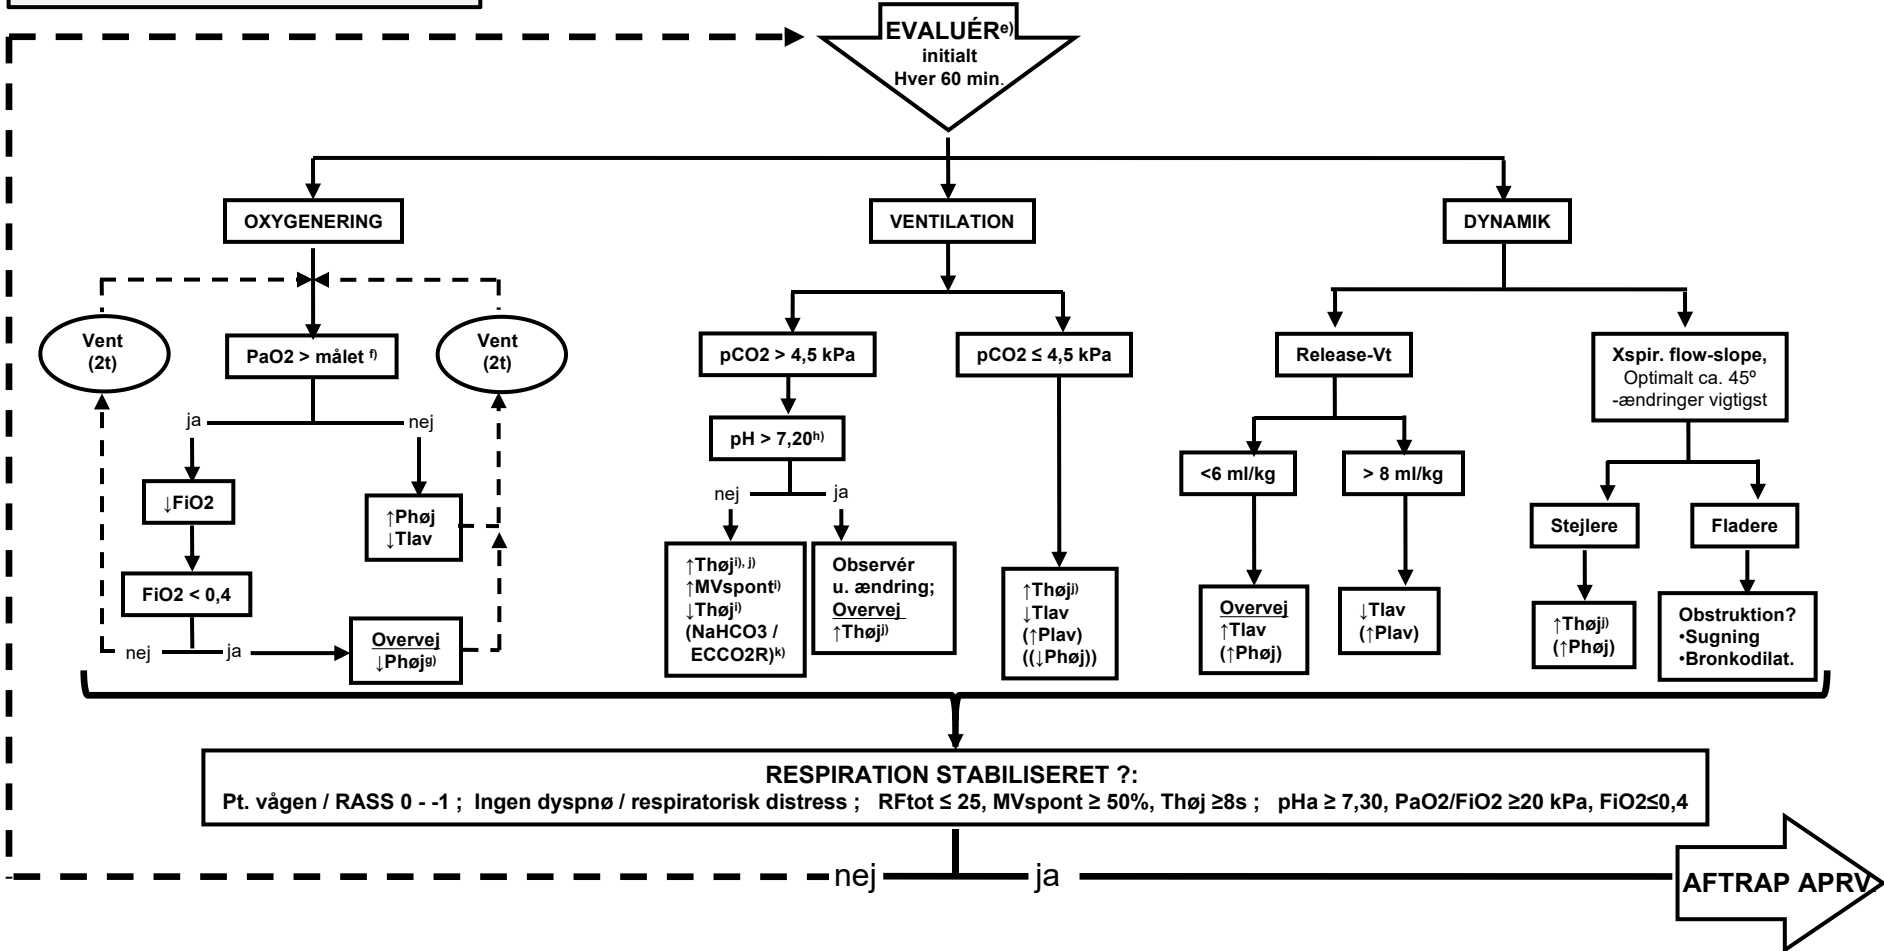 EVALUÉRe)
initialt
Hver 60 min.
OXYGENERING
VENTILATION
DYNAMIK
Vent
(2t)
PaO2 > målet f)
Vent
(2t)
ja
nej
↓FiO2
↑Phøj
↓Tlav
FiO2 < 0,4
nej
ja
Overvej
↓Phøjg)
pCO2 > 4,5 kPa
pCO2 ≤ 4,5 kPa
pH > 7,20h)
nej
ja
↑Thøji), j)
↑MVsponti)
↓Thøji)
(NaHCO3 /
ECCO2R)k)
Observér
u. ændring;
Overvej
↑Thøjj)
↑Thøjj)
↓Tlav
(↑Plav)
((↓Phøj))
Release-Vt
<6 ml/kg
> 8 ml/kg
Overvej
↑Tlav
(↑Phøj)
↓Tlav
(↑Plav)
Xspir. flow-slope,
Optimalt ca. 45º
-ændringer vigtigst
Stejlere
Fladere
↑Thøjj)
(↑Phøj)
Obstruktion?
•Sugning
•Bronkodilat.
RESPIRATION STABILISERET ?:
Pt. vågen / RASS 0 - -1 ; Ingen dyspnø / respiratorisk distress ; RFtot ≤ 25, MVspont ≥ 50%, Thøj ≥8s ; pHa ≥ 7,30, PaO2/FiO2 ≥20 kPa, FiO2≤0,4
nej
ja
AFTRAP APRV